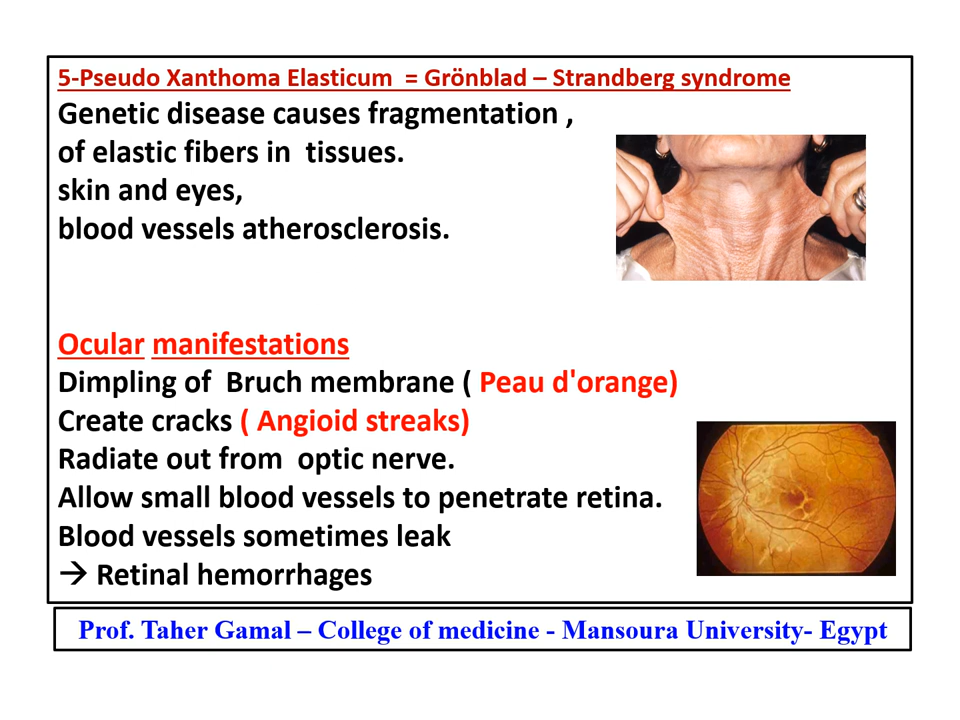 5-Pseudo Xanthoma Elasticum = Grönblad – Strandberg syndrome
Genetic disease causes fragmentation ,
of elastic fibers in tissues.
skin and eyes,
blood vessels atherosclerosis.
Ocular manifestations
Dimpling of Bruch membrane ( Peau d'orange)
Create cracks ( Angioid streaks)
Radiate out from optic nerve.
Allow small blood vessels to penetrate retina.
Blood vessels sometimes leak
→ Retinal hemorrhages
Prof. Taher Gamal – College of medicine - Mansoura University- Egypt